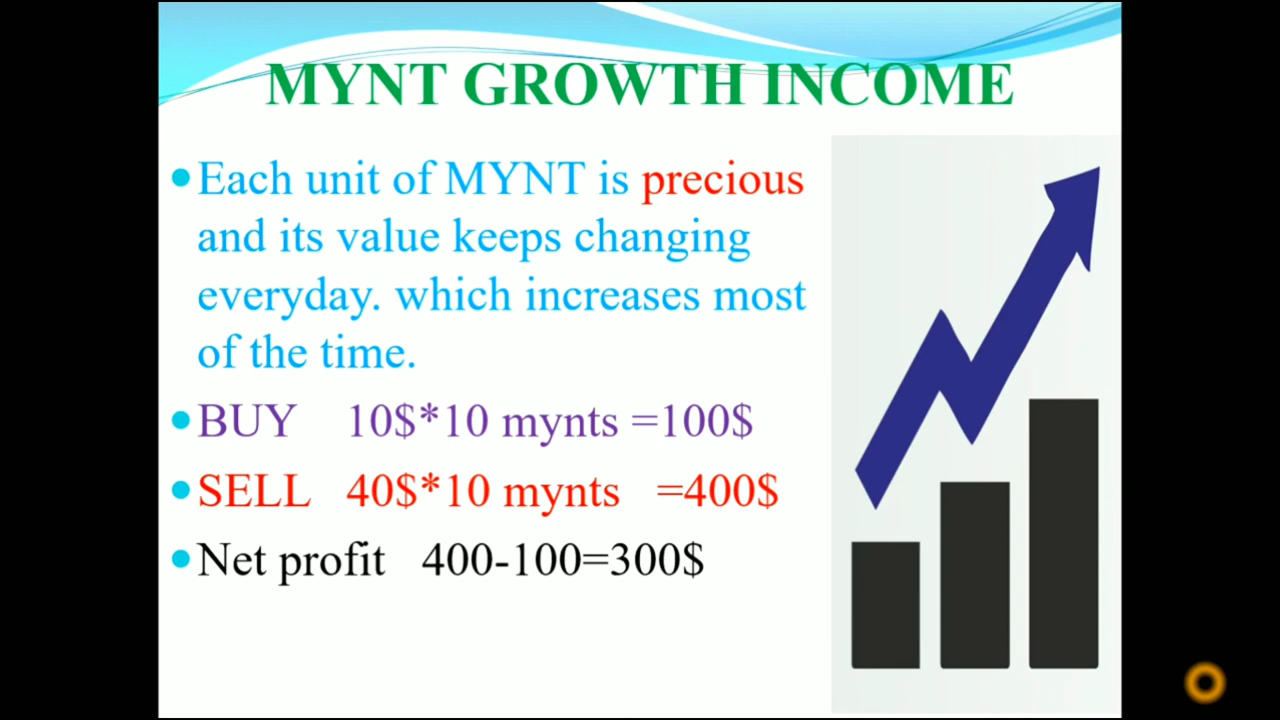 MYNT GROWTH INCOME
Each unit of MYNT is precious
and its value keeps changing
everyday. which increases most
of the time.
BUY 10$*10 mynts =100$
SELL 40$*10 mynts =400$
Net profit 400-100=300$